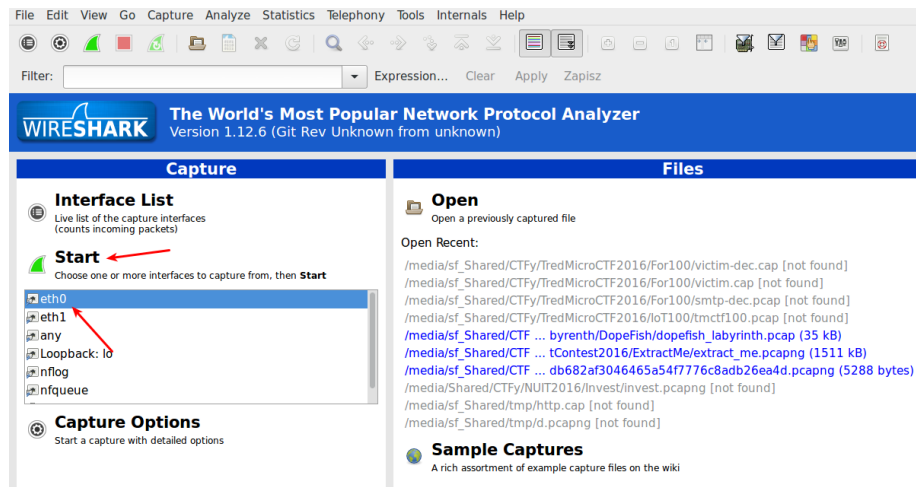 File Edit View Go Capture Analyze Statistics Telephony Tools Internals Help
Filter: Expression... Clear Apply Zapisz
WIRESHARK
The World's Most Popular Network Protocol Analyzer
Version 1.12.6 (Git Rev Unknown from unknown)
Capture
Interface List
Live list of the capture interfaces
(counts incoming packets)
Start
Choose one or more interfaces to capture from, then Start
eth0
eth1
any
Loopback: lo
nflog
nfqueue
Capture Options
Start a capture with detailed options
Files
Open
Open a previously captured file
Open Recent:
/media/sf_Shared/CTFy/TredMicroCTF2016/For100/victim-dec.cap [not found]
/media/sf_Shared/CTFy/TredMicroCTF2016/For100/victim.cap [not found]
/media/sf_Shared/CTFy/TredMicroCTF2016/For100/smtp-dec.pcap [not found]
/media/sf_Shared/CTFy/TredMicroCTF2016/IoT100/tmctf100.pcap [not found]
/media/sf_Shared/CTF ... byrenth/DopeFish/dopefish_labyrinth.pcap (35 kB)
/media/sf_Shared/CTF ... tContest2016/ExtractMe/extract_me.pcapng (1511 kB)
/media/sf_Shared/CTF ... db682af3046465a54f7776c8adb26ea4d.pcapng (5288 bytes)
/media/Shared/CTFy/NUIT2016/Invest/invest.pcapng [not found]
/media/sf_Shared/tmp/http.cap [not found]
/media/sf_Shared/tmp/d.pcapng [not found]
Sample Captures
A rich assortment of example capture files on the wiki